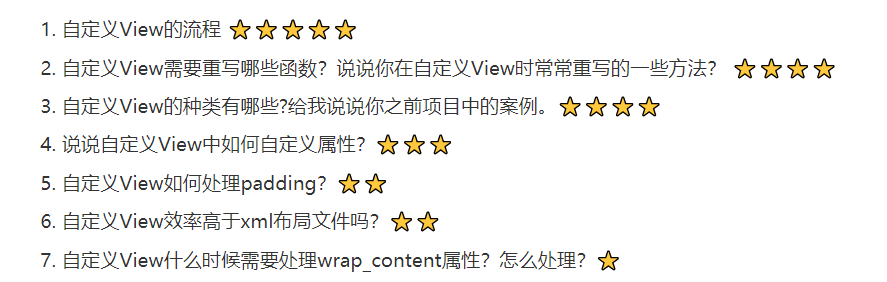 1. 自定义View的流程 ⭐⭐⭐⭐⭐
2. 自定义View需要重写哪些函数？说说你在自定义View时常常重写的一些方法？ ⭐⭐⭐⭐
3. 自定义View的种类有哪些?给我说说你之前项目中的案例。⭐⭐⭐⭐
4. 说说自定义View中如何自定义属性？⭐⭐⭐
5. 自定义View如何处理padding？⭐⭐
6. 自定义View效率高于xml布局文件吗？⭐⭐
7. 自定义View什么时候需要处理wrap_content属性？怎么处理？⭐